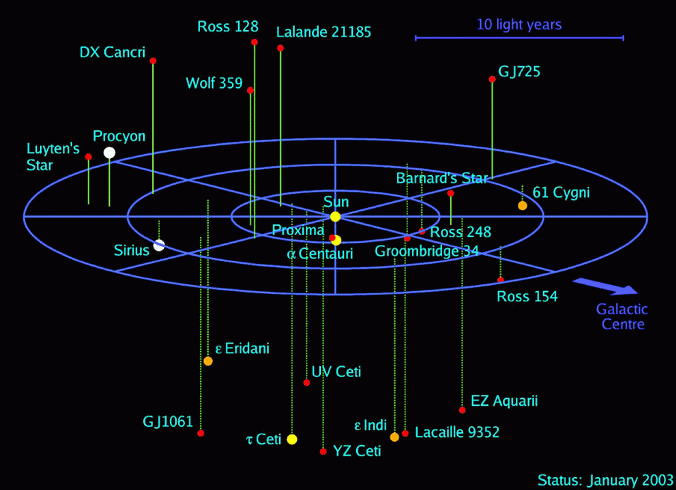 Ross 128
Lalande 21185
10 light years
DX Cancri
Wolf 359
GJ725
Procyon
Luyten's
Star
Barnard's Star
61 Cygni
Sun
Proxima
Ross 248
Sirius
α Centauri
Groombridge 34
Ross 154
Galactic
Centre
ε Eridani
UV Ceti
EZ Aquarii
GJ1061
ε Indi
τ Ceti
Lacaille 9352
YZ Ceti
Status: January 2003